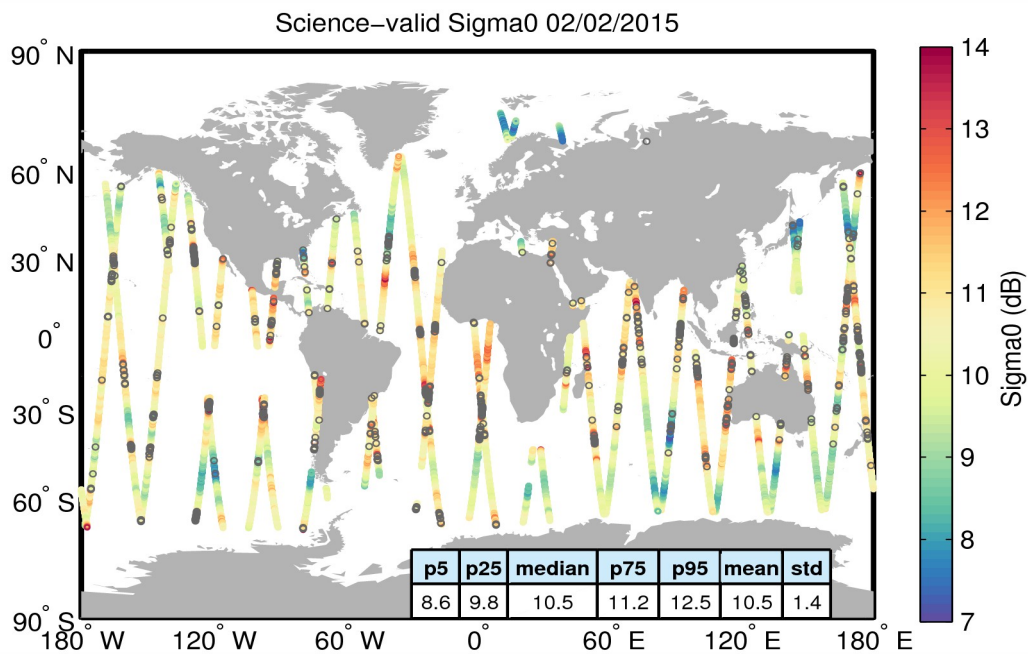 Science−valid Sigma0 02/02/2015
90° N
60° N
30° N
0°
30° S
60° S
90° S
180° W
120° W
60° W
0°
60° E
120° E
180° E
p5 p25 median p75 p95 mean std
8.6 9.8 10.5 11.2 12.5 10.5 1.4
14
13
12
11
10
9
8
7
Sigma0 (dB)